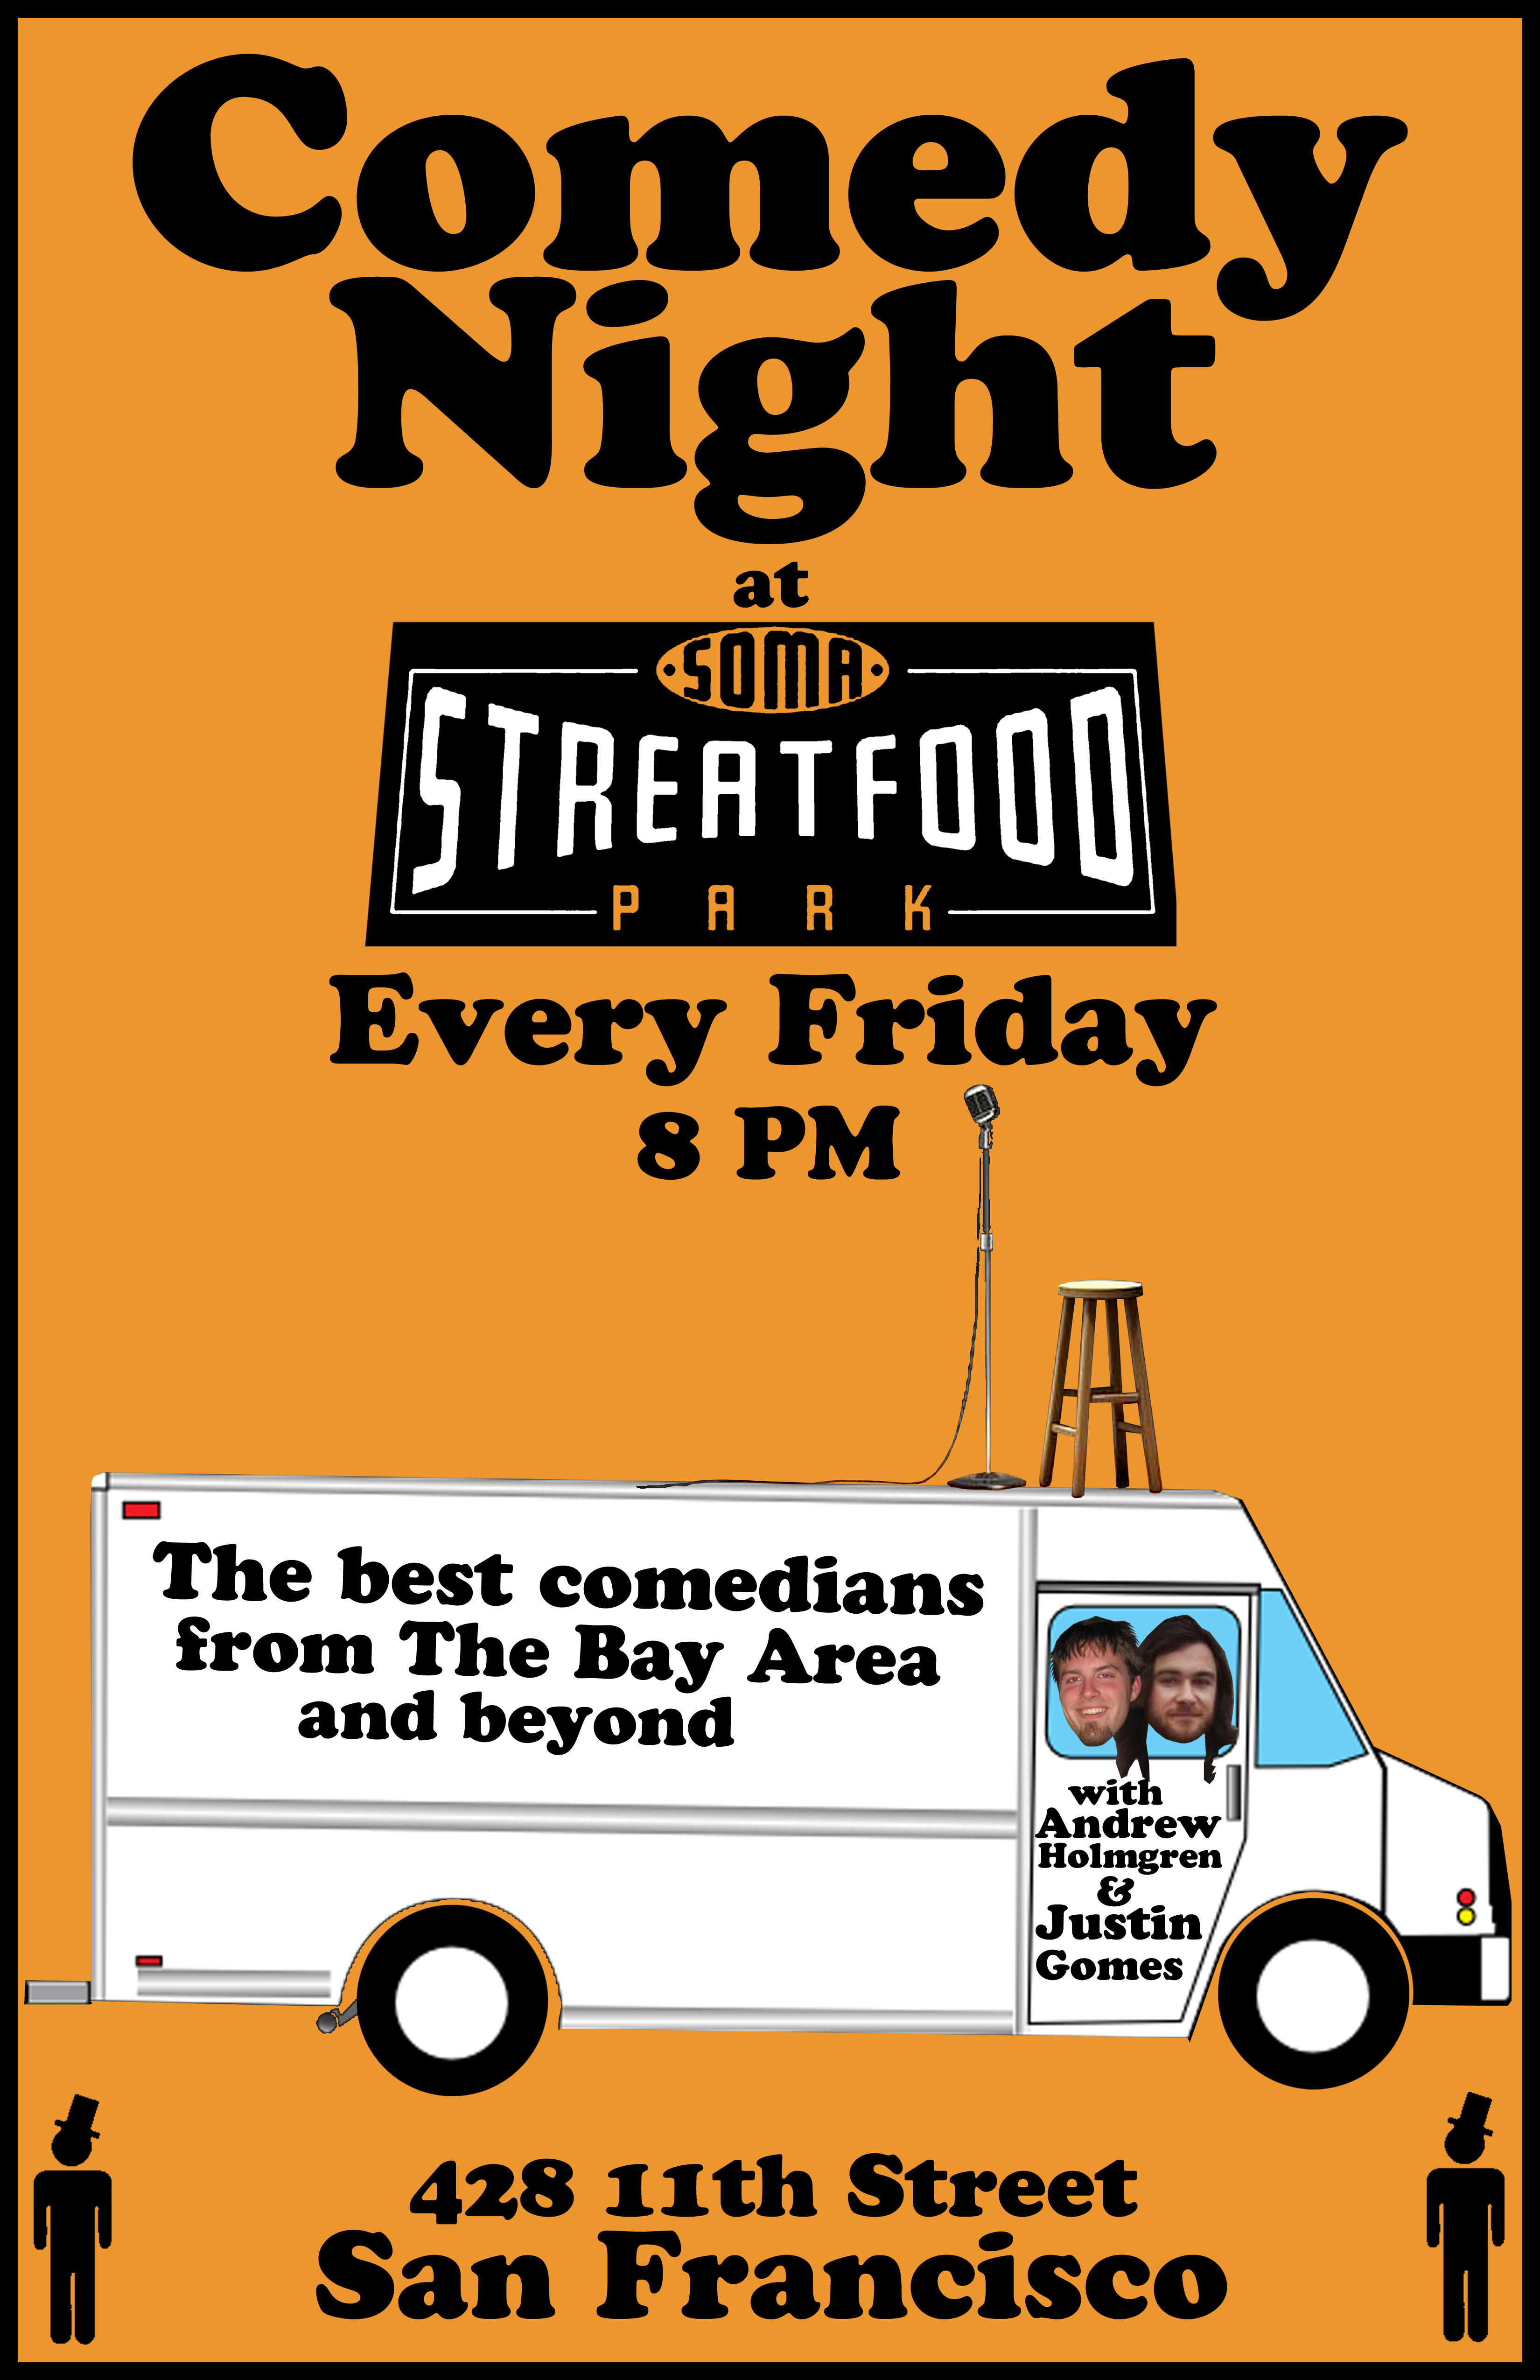 Comedy
Night
at
SOMA
STREATFOOD
PARK
Every Friday
8 PM
The best comedians
from The Bay Area
and beyond
with
Andrew
Holmgren
&
Justin
Gomes
428 11th Street
San Francisco